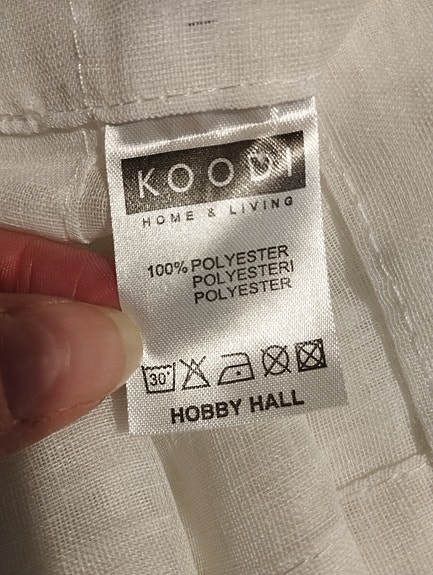 KOODI
HOME & LIVING
100% POLYESTER
POLYESTERI
POLYESTER
30°
HOBBY HALL